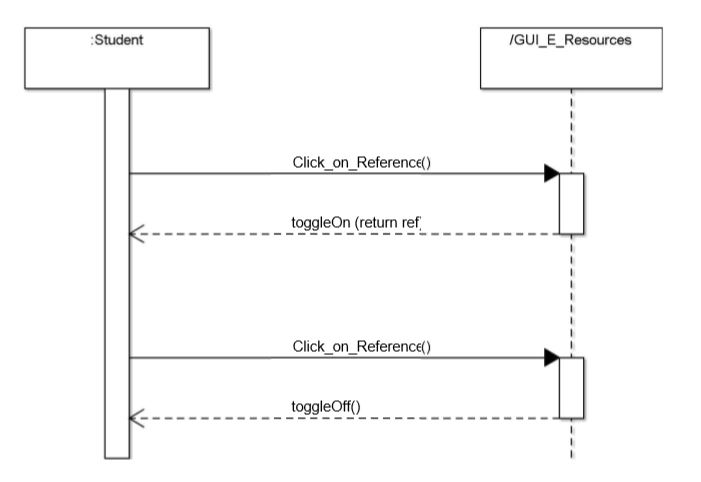 :Student
/GUI_E_Resources
Click_on_Reference()
toggleOn (return ref
Click_on_Reference()
toggleOff()